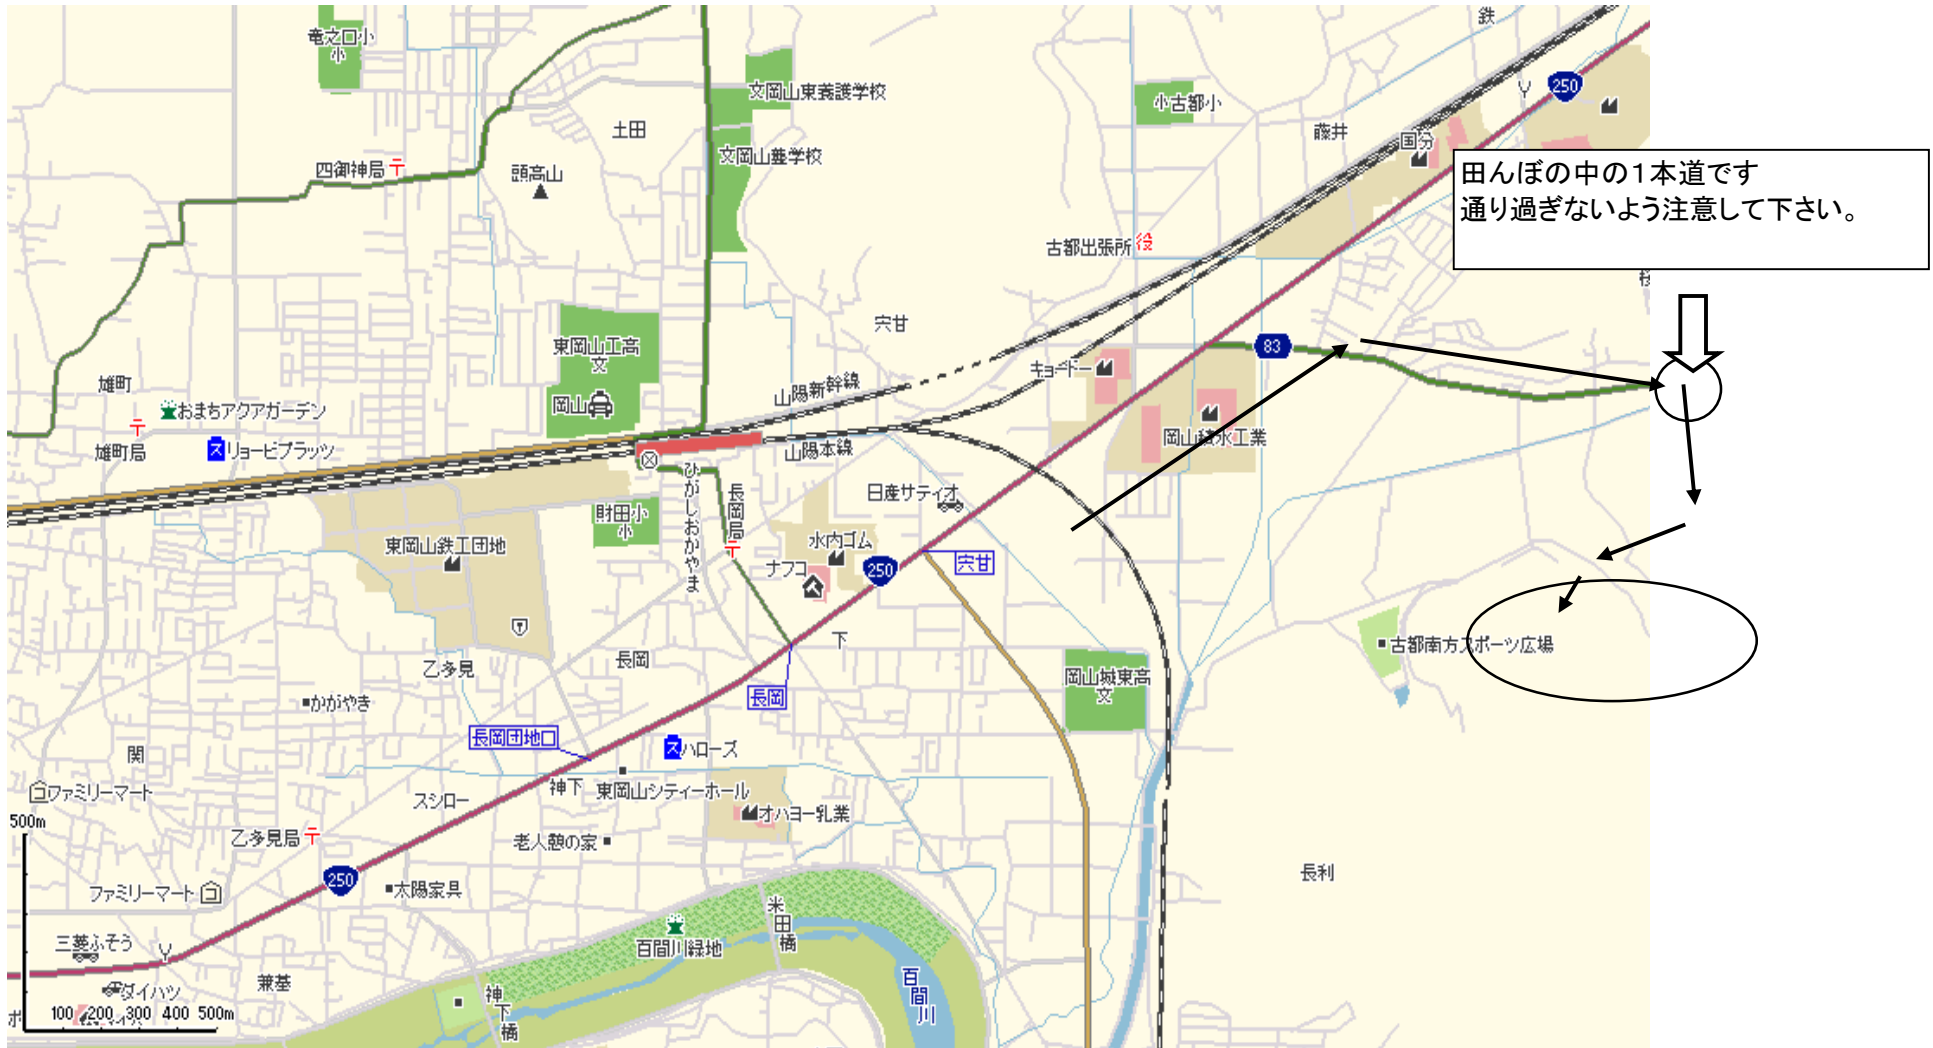 竜之口小
小
鉄
250
文岡山東養護学校
小古都小
土田
藤井
国分
文岡山養学校
田んぼの中の1本道です
通り過ぎないよう注意して下さい。
四御神局
頭高山
古都出張所 役
穴甘
東岡山工高
文
83
キョードー
山陽新幹線
雄町
おまちアクアガーデン
岡山
岡山積水工業
雄町局
ス リョービプラッツ
山陽本線
ひがしおかやま
長岡局
日産サティオ
財田小
小
東岡山鉄工団地
水内ゴム
穴甘
ナフコ
250
下
古都南方スポーツ広場
長岡
乙多見
岡山城東高
文
長岡
かがやき
長岡団地口
ス ハローズ
関
神下
東岡山シティーホール
ファミリーマート
スシロー
オハヨー乳業
500m
乙多見局
老人憩の家
長利
250
ファミリーマート
太陽家具
米田橋
三菱ふそう
百間川緑地
兼基
百間川
ダイハツ
神下橋
100 200 300 400 500m
ポ